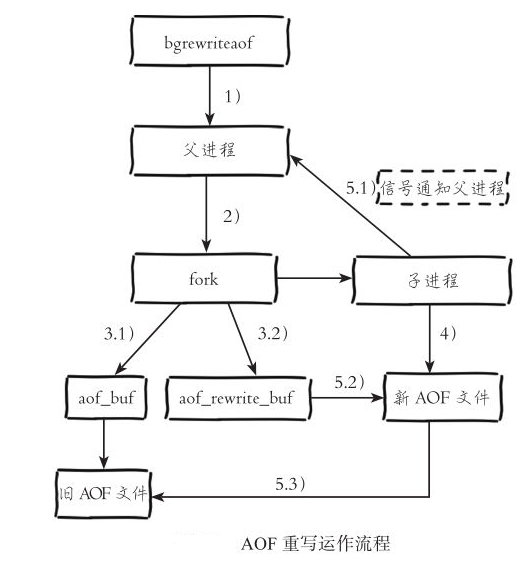 bgrewriteaof
1)
父进程
5.1)
信号通知父进程
2)
fork
子进程
3.1)
3.2)
4)
aof_buf
aof_rewrite_buf
5.2)
新 AOF 文件
旧 AOF 文件
5.3)
AOF 重写运作流程